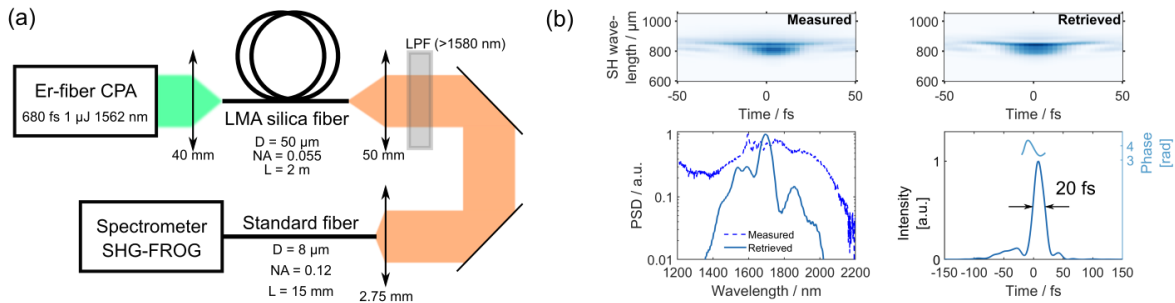 (a)
LPF (>1580 nm)
Er-fiber CPA
680 fs 1 µJ 1562 nm
LMA silica fiber
D = 50 µm
NA = 0.055
L = 2 m
40 mm
50 mm
Spectrometer
SHG-FROG
Standard fiber
D = 8 µm
NA = 0.12
L = 15 mm
2.75 mm
(b)
SH wave-
length / µm
1000
800
600
Measured
-50
0
50
Time / fs
1000
800
600
Retrieved
-50
0
50
Time / fs
PSD / a.u.
1
0.1
0.01
Measured
Retrieved
1200 1400 1600 1800 2000 2200
Wavelength / nm
Intensity
[a.u.]
1
0
20 fs
4
3
Phase
[rad]
-150 -100 -50 0 50 100 150
Time / fs